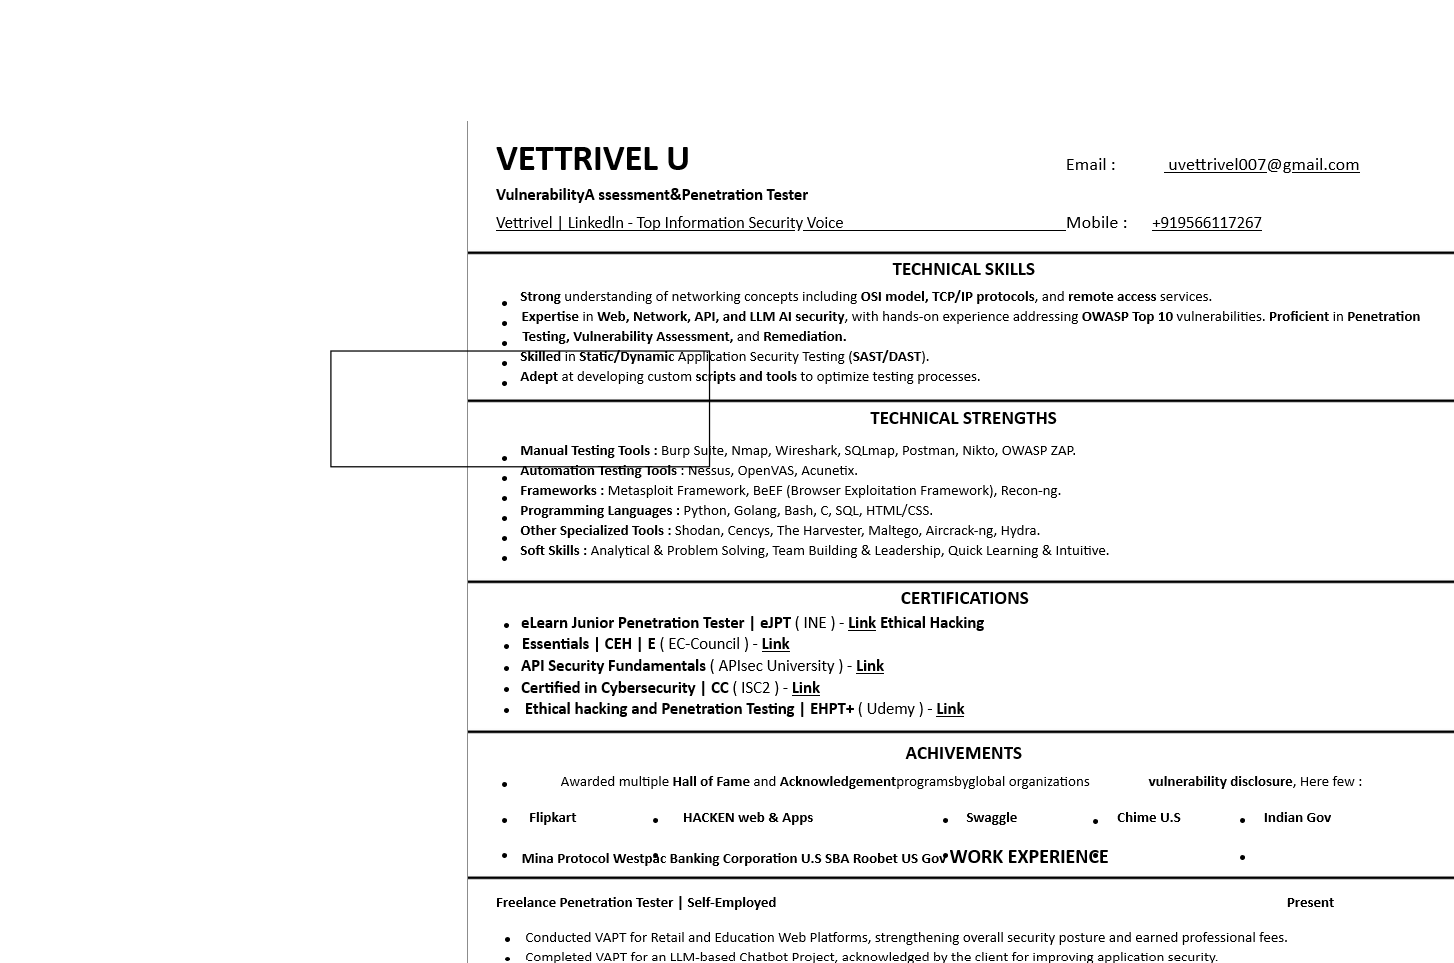 VETTRIVEL U
Email : uvettrivel007@gmail.com
VulnerabilityA ssessment&Penetration Tester
Vettrivel | LinkedIn - Top Information Security Voice Mobile : +919566117267
TECHNICAL SKILLS
• Strong understanding of networking concepts including OSI model, TCP/IP protocols, and remote access services.
• Expertise in Web, Network, API, and LLM AI security, with hands-on experience addressing OWASP Top 10 vulnerabilities. Proficient in Penetration
• Testing, Vulnerability Assessment, and Remediation.
• Skilled in Static/Dynamic Application Security Testing (SAST/DAST).
• Adept at developing custom scripts and tools to optimize testing processes.
TECHNICAL STRENGTHS
• Manual Testing Tools : Burp Suite, Nmap, Wireshark, SQLmap, Postman, Nikto, OWASP ZAP.
• Automation Testing Tools : Nessus, OpenVAS, Acunetix.
• Frameworks : Metasploit Framework, BeEF (Browser Exploitation Framework), Recon-ng.
• Programming Languages : Python, Golang, Bash, C, SQL, HTML/CSS.
• Other Specialized Tools : Shodan, Cencys, The Harvester, Maltego, Aircrack-ng, Hydra.
• Soft Skills : Analytical & Problem Solving, Team Building & Leadership, Quick Learning & Intuitive.
CERTIFICATIONS
• eLearn Junior Penetration Tester | eJPT ( INE ) - Link Ethical Hacking
• Essentials | CEH | E ( EC-Council ) - Link
• API Security Fundamentals ( APIsec University ) - Link
• Certified in Cybersecurity | CC ( ISC2 ) - Link
• Ethical hacking and Penetration Testing | EHPT+ ( Udemy ) - Link
ACHIVEMENTS
• Awarded multiple Hall of Fame and Acknowledgementprogramsbyglobal organizations vulnerability disclosure, Here few :
• Flipkart • HACKEN web & Apps • Swaggle • Chime U.S • Indian Gov
• Mina Protocol Westpac Banking Corporation U.S SBA Roobet US Gov WORK EXPERIENCE
Freelance Penetration Tester | Self-Employed Present
• Conducted VAPT for Retail and Education Web Platforms, strengthening overall security posture and earned professional fees.
• Completed VAPT for an LLM-based Chatbot Project, acknowledged by the client for improving application security.